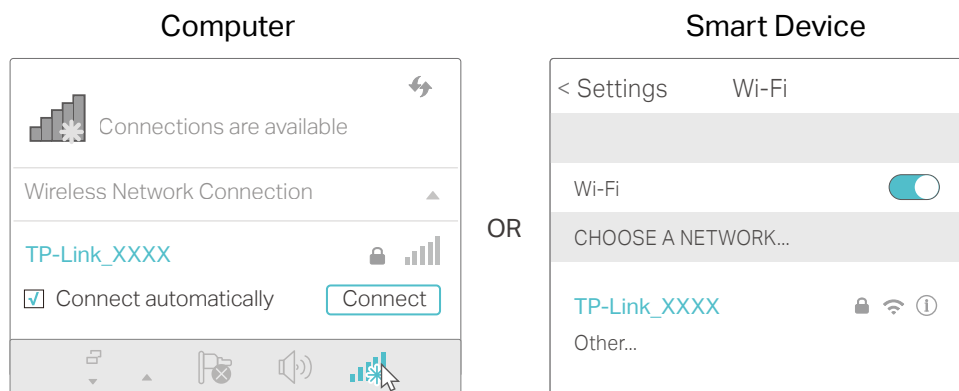 Computer
Connections are available
Wireless Network Connection
TP-Link_XXXX
Connect automatically
Connect
OR
Smart Device
< Settings Wi-Fi
Wi-Fi
CHOOSE A NETWORK...
TP-Link_XXXX
Other...